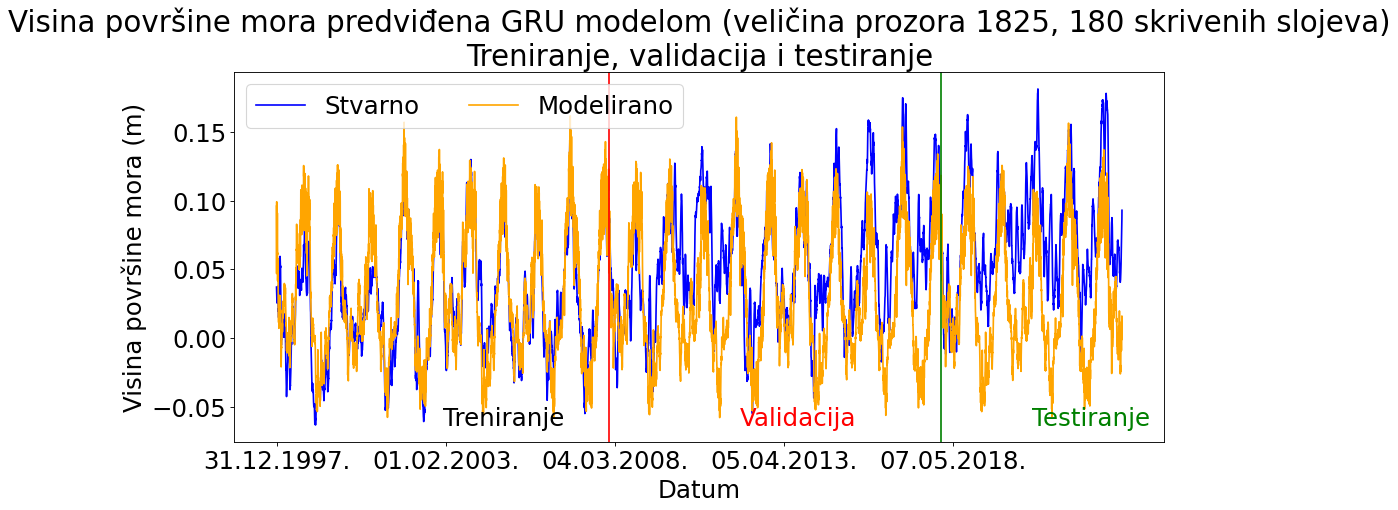 Visina površine mora predviđena GRU modelom (veličina prozora 1825, 180 skrivenih slojeva)
Treniranje, validacija i testiranje
Stvarno
Modelirano
Visina površine mora (m)
0.15
0.10
0.05
0.00
−0.05
Treniranje
Validacija
Testiranje
31.12.1997.
01.02.2003.
04.03.2008.
05.04.2013.
07.05.2018.
Datum